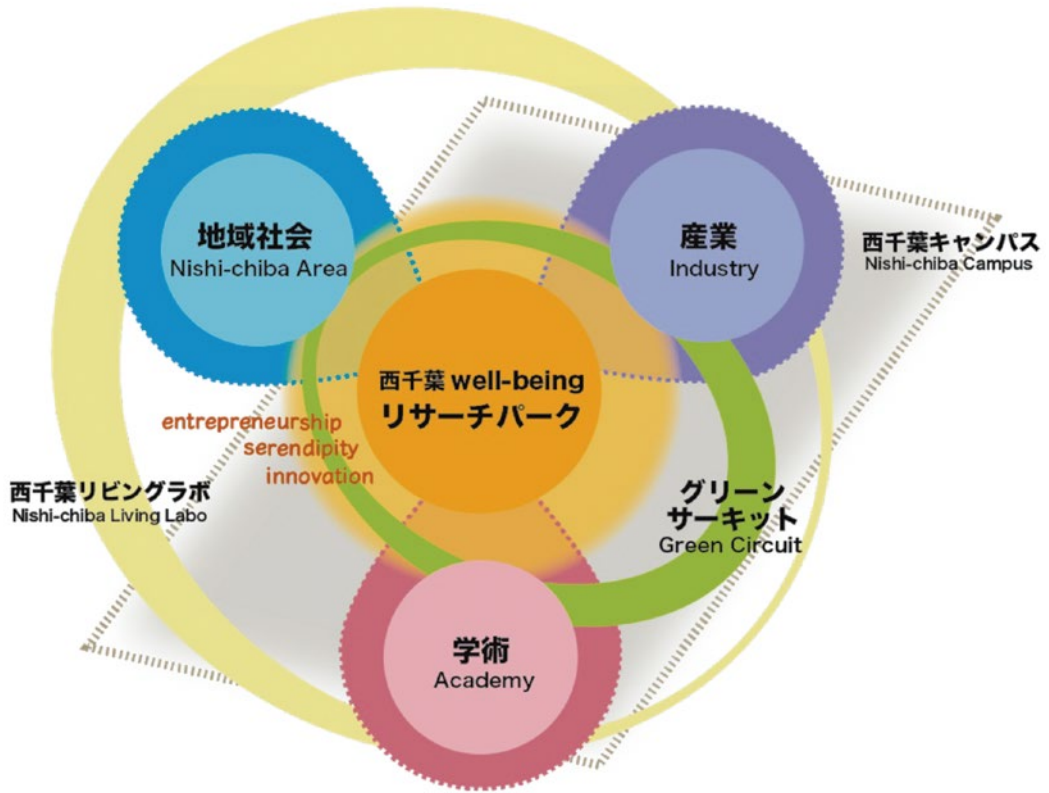 地域社会
Nishi-chiba Area
産業
Industry
西千葉キャンパス
Nishi-chiba Campus
西千葉 well-being
リサーチパーク
entrepreneurship
serendipity
innovation
西千葉リビングラボ
Nishi-chiba Living Labo
グリーン
サーキット
Green Circuit
学術
Academy